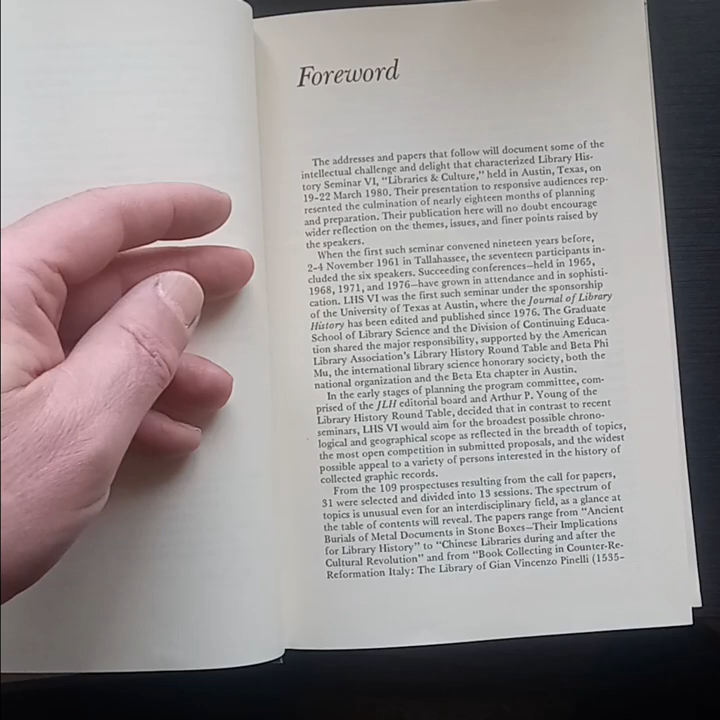 Foreword
The addresses and papers that follow will document some of the
intellectual challenge and delight that characterized Library His-
tory Seminar VI, "Libraries & Culture," held in Austin, Texas, on
19–22 March 1980. Their presentation to responsive audiences rep-
resented the culmination of nearly eighteen months of planning
and preparation. Their publication here will no doubt encourage
wider reflection on the themes, issues, and finer points raised by
the speakers.
When the first such seminar convened nineteen years before,
2–4 November 1961 in Tallahassee, the seventeen participants in-
cluded the six speakers. Succeeding conferences—held in 1965,
1968, 1971, and 1976—have grown in attendance and in sophisti-
cation. LHS VI was the first such seminar under the sponsorship
of the University of Texas at Austin, where the Journal of Library
History has been edited and published since 1976. The Graduate
School of Library Science and the Division of Continuing Educa-
tion shared the major responsibility, supported by the American
Library Association's Library History Round Table and Beta Phi
Mu, the international library science honorary society, both the
national organization and the Beta Eta chapter in Austin.
In the early stages of planning the program committee, com-
prised of the JLH editorial board and Arthur P. Young of the
Library History Round Table, decided that in contrast to recent
seminars, LHS VI would aim for the broadest possible chrono-
logical and geographical scope as reflected in the breadth of topics,
the most open competition in submitted proposals, and the widest
possible appeal to a variety of persons interested in the history of
collected graphic records.
From the 109 prospectuses resulting from the call for papers,
31 were selected and divided into 13 sessions. The spectrum of
topics is unusual even for an interdisciplinary field, as a glance at
the table of contents will reveal. The papers range from "Ancient
Burials of Metal Documents in Stone Boxes—Their Implications
for Library History" to "Chinese Libraries during and after the
Cultural Revolution" and from "Book Collecting in Counter-Re-
Reformation Italy: The Library of Gian Vincenzo Pinelli (1535–